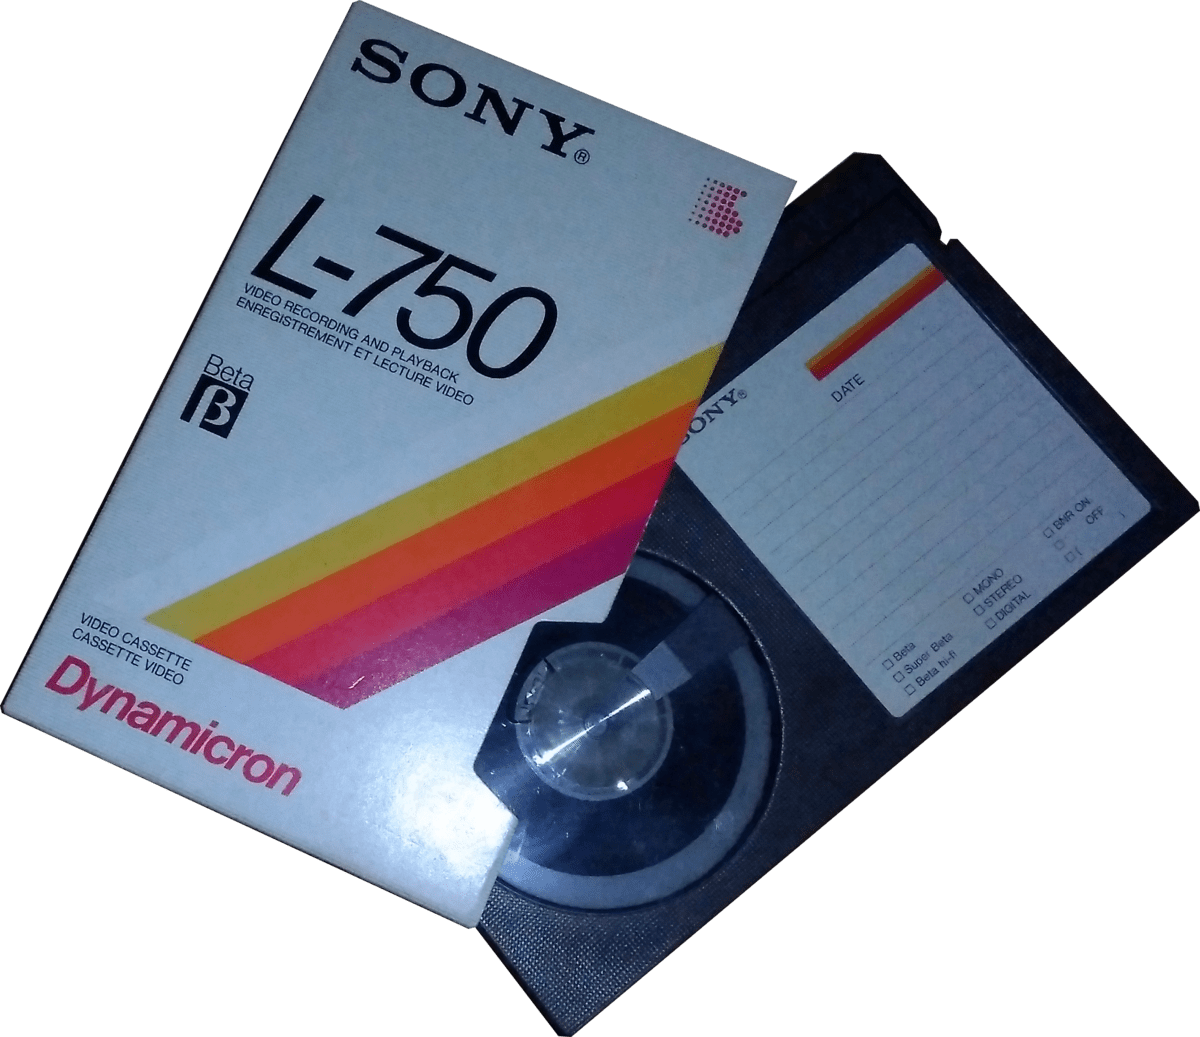 SONY®
L-750
VIDEO RECORDING AND PLAYBACK
ENREGISTREMENT ET LECTURE VIDEO
Beta
β
VIDEO CASSETTE
CASSETTE VIDEO
Dynamicron
SONY®
DATE
BNR ON
OFF
MONO
STEREO
DIGITAL
Beta
Super Beta
Beta hi-fi